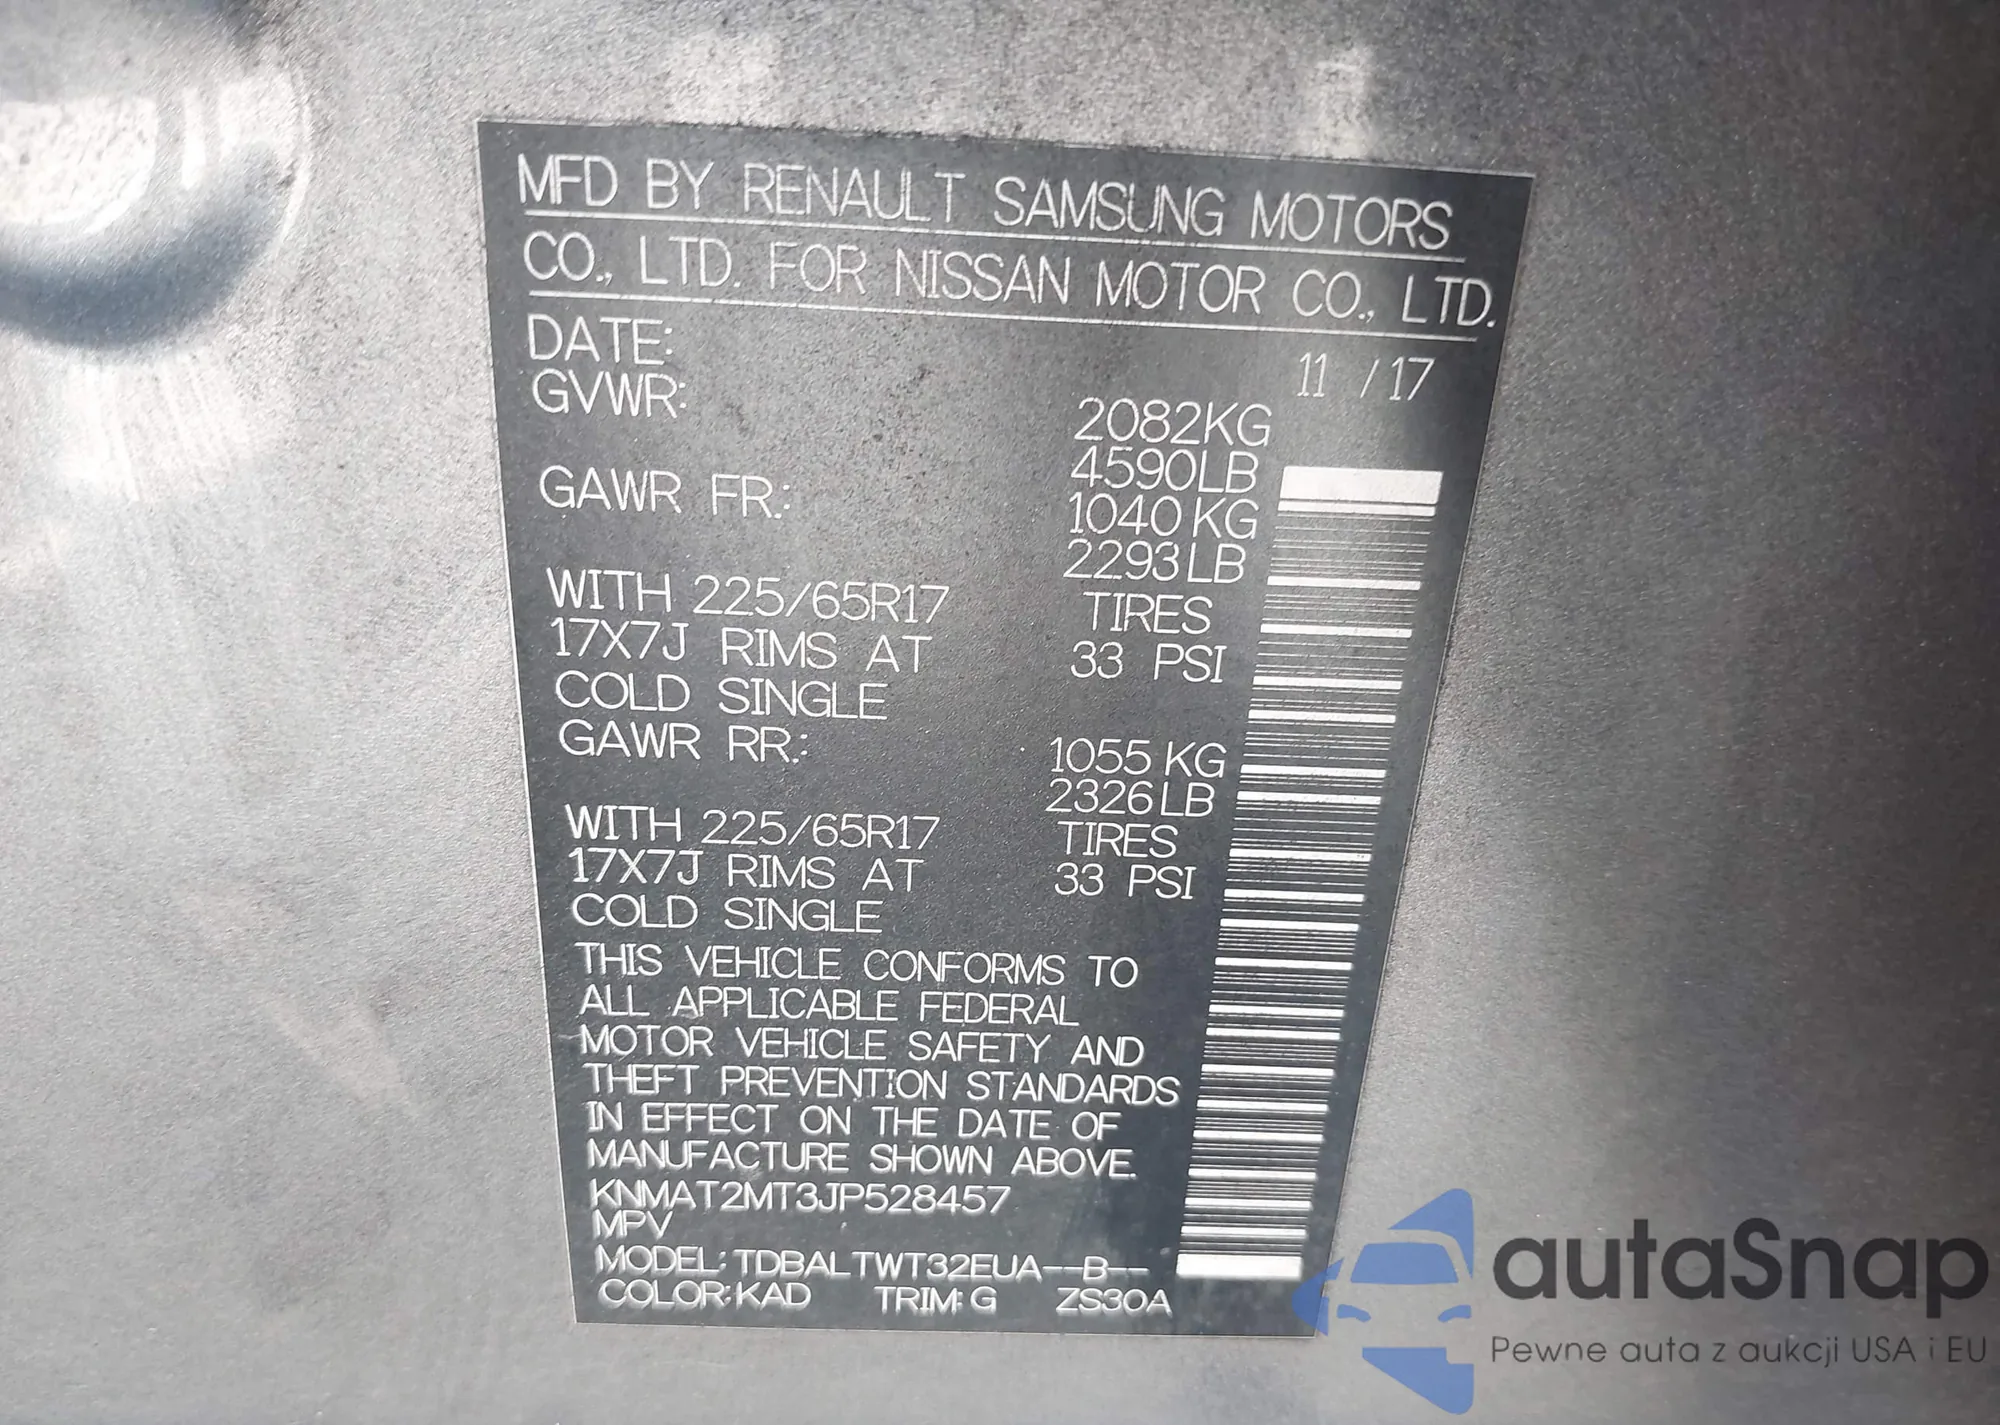 MFD BY RENAULT SAMSUNG MOTORS
CO., LTD. FOR NISSAN MOTOR CO., LTD.
DATE: 11 / 17
GVWR: 2082KG
4590LB
GAWR FR.: 1040 KG
2293LB
WITH 225/65R17 TIRES
17X7J RIMS AT 33 PSI
COLD SINGLE
GAWR RR.: 1055 KG
2326LB
WITH 225/65R17 TIRES
17X7J RIMS AT 33 PSI
COLD SINGLE
THIS VEHICLE CONFORMS TO
ALL APPLICABLE FEDERAL
MOTOR VEHICLE SAFETY AND
THEFT PREVENTION STANDARDS
IN EFFECT ON THE DATE OF
MANUFACTURE SHOWN ABOVE.
KNMAT2MT3JP528457
MPV
MODEL: TDBALTWT32EUA--B--
COLOR: KAD TRIM: G ZS30A
autaSnap
Pewne auta z aukcji USA i EU